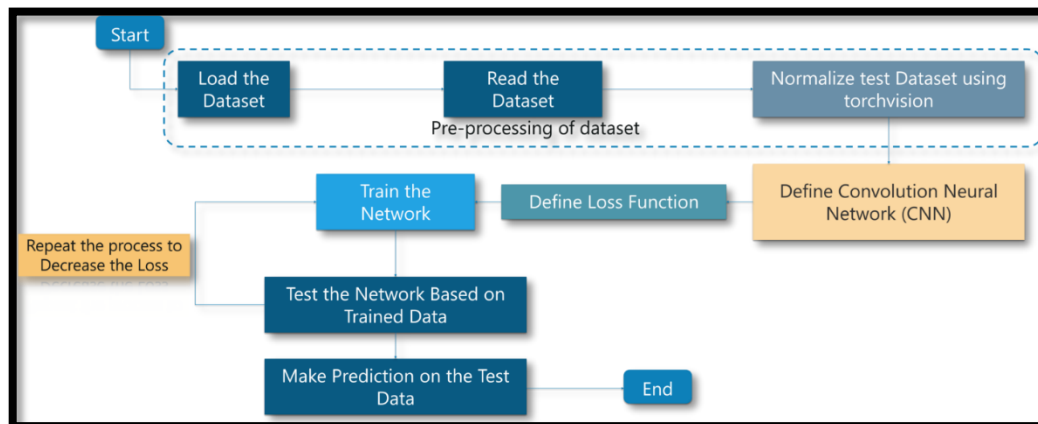 Start
Load the
Dataset
Read the
Dataset
Normalize test Dataset using
torchvision
Pre-processing of dataset
Define Convolution Neural
Network (CNN)
Define Loss Function
Train the
Network
Repeat the process to
Decrease the Loss
Test the Network Based on
Trained Data
Make Prediction on the Test
Data
End